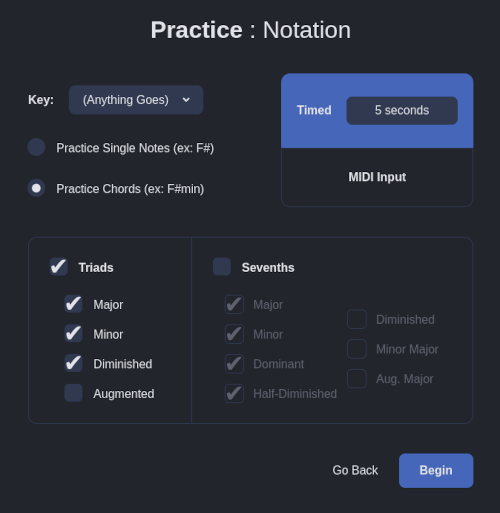 Practice : Notation
Key: (Anything Goes)
Timed 5 seconds
Practice Single Notes (ex: F#)
MIDI Input
Practice Chords (ex: F#min)
Triads
Major
Minor
Diminished
Augmented
Sevenths
Major
Minor
Dominant
Half-Diminished
Diminished
Minor Major
Aug. Major
Go Back
Begin